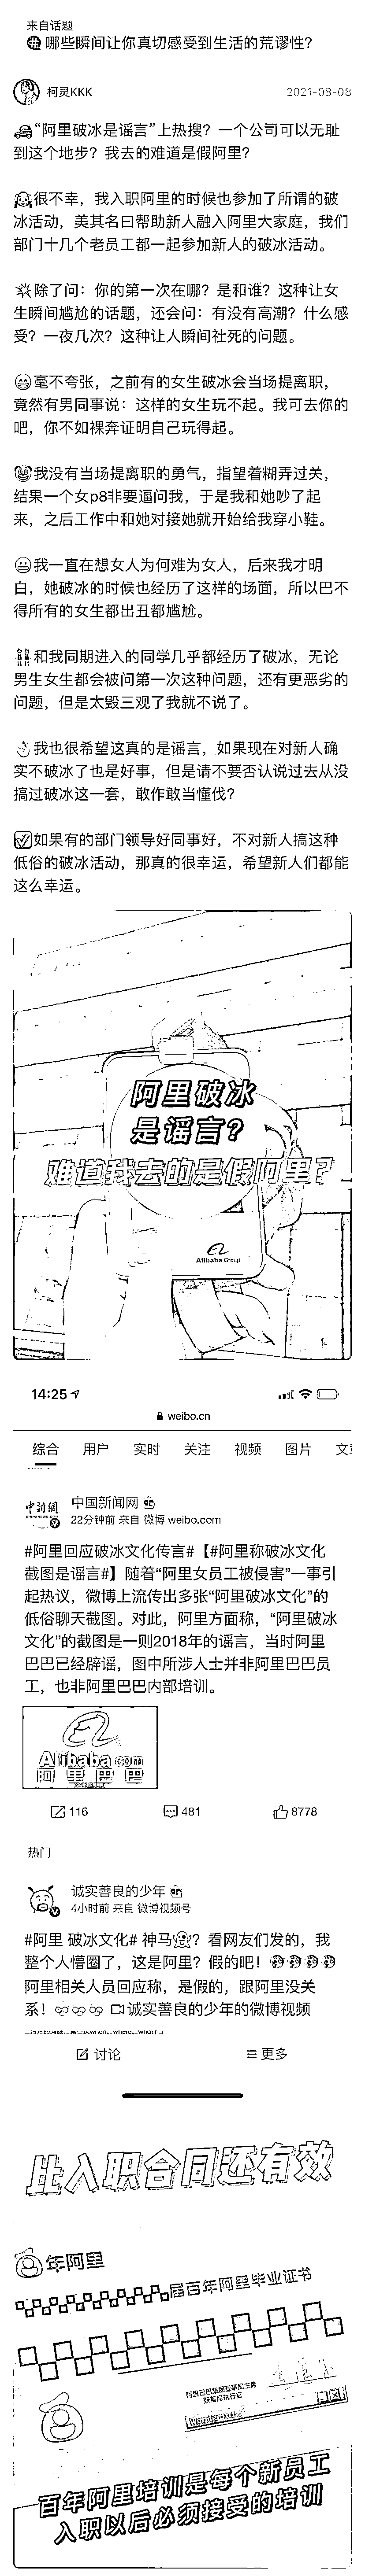 来自话题
哪些瞬间让你真切感受到生活的荒谬性？
柯灵KKK
2021-08-08
“阿里破冰是谣言”上热搜？一个公司可以无耻
到这个地步？我去的难道是假阿里？
很不幸，我入职阿里的时候也参加了所谓的破
冰活动，美其名曰帮助新人融入阿里大家庭，我们
部门十几个老员工都一起参加新人的破冰活动。
除了问：你的第一次在哪？是和谁？这种让女
生瞬间尴尬的话题，还会问：有没有高潮？什么感
受？一夜几次？这种让人瞬间社死的问题。
毫不夸张，之前有的女生破冰会当场提离职，
竟然有男同事说：这样的女生玩不起。我可去你的
吧，你不如裸奔证明自己玩得起。
我没有当场提离职的勇气，指望着糊弄过关，
结果一个女p8非要逼问我，于是我和她吵了起
来，之后工作中和她对接她就开始给我穿小鞋。
我一直在想女人为何难为女人，后来我才明
白，她破冰的时候也经历了这样的场面，所以巴不
得所有的女生都出丑都尴尬。
和我同期进入的同学几乎都经历了破冰，无论
男生女生都会被问第一次这种问题，还有更恶劣的
问题，但是太毁三观了我就不说了。
我也很希望这真的是谣言，如果现在对新人确
实不破冰了也是好事，但是请不要否认说过去从没
搞过破冰这一套，敢作敢当懂伐？
如果有的部门领导好同事好，不对新人搞这种
低俗的破冰活动，那真的很幸运，希望新人们都能
这么幸运。
阿里破冰
是谣言？
难道我去的是假阿里？
Alibaba Group
14:25
weibo.cn
综合 用户 实时 关注 视频 图片 文章
中新网
中国新闻网
22分钟前 来自 微博 weibo.com
#阿里回应破冰文化传言#【#阿里称破冰文化
截图是谣言#】随着“阿里女员工被侵害”一事引
起热议，微博上流传出多张“阿里破冰文化”的
低俗聊天截图。对此，阿里方面称，“阿里破冰
文化”的截图是一则2018年的谣言，当时阿里
巴巴已经辟谣，图中所涉人士并非阿里巴巴员
工，也非阿里巴巴内部培训。
Alibaba.com
阿里巴巴
116 481 8778
热门
诚实善良的少年
4小时前 来自 微博视频号
#阿里 破冰文化# 神马？看网友们发的，我
整个人懵圈了，这是阿里？假的吧！
阿里相关人员回应称，是假的，跟阿里没关
系！诚实善良的少年的微博视频
讨论 更多
比入职合同还有效
年阿里
届百年阿里毕业证书
阿里巴巴集团董事局主席
兼首席执行官
百年阿里培训是每个新员工
入职以后必须接受的培训